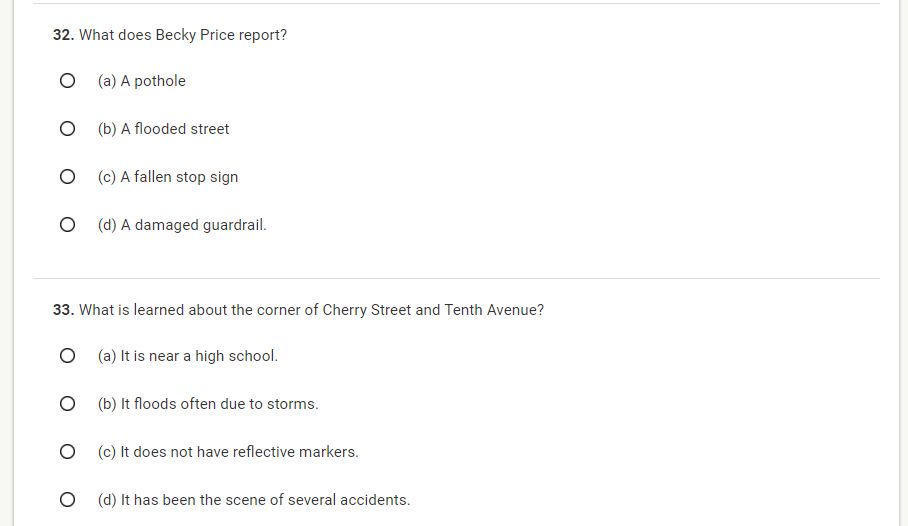 32. What does Becky Price report?
(a) A pothole
(b) A flooded street
(c) A fallen stop sign
(d) A damaged guardrail.
33. What is learned about the corner of Cherry Street and Tenth Avenue?
(a) It is near a high school.
(b) It floods often due to storms.
(c) It does not have reflective markers.
(d) It has been the scene of several accidents.